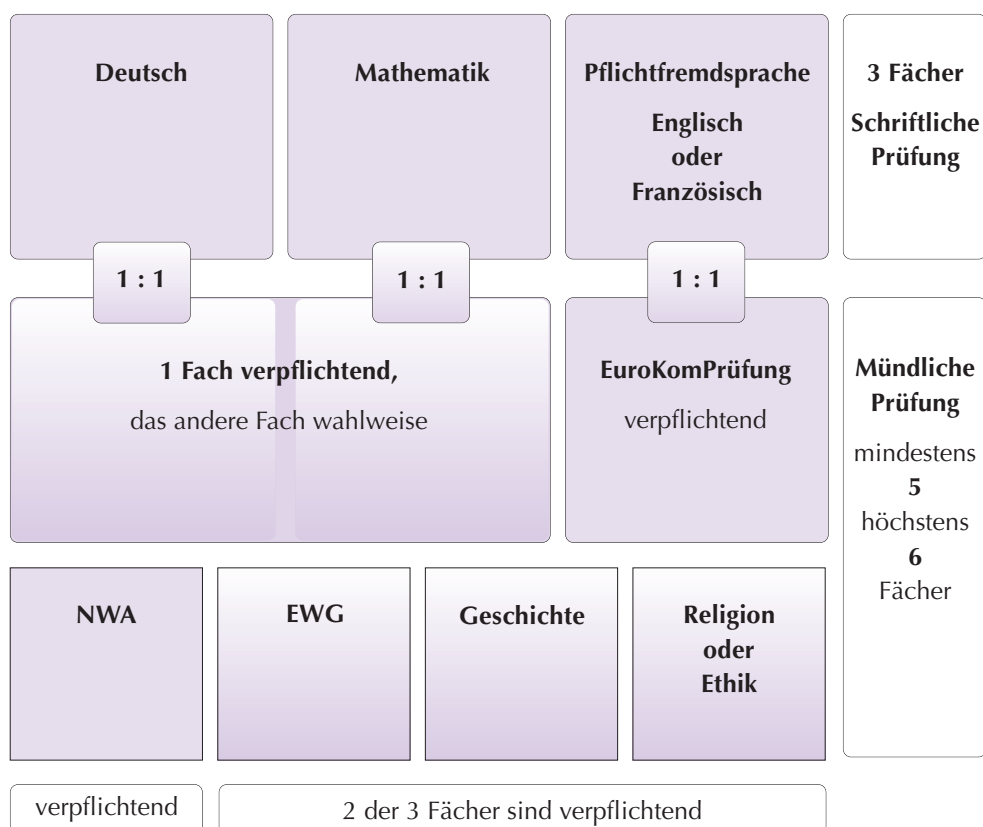 Deutsch
Mathematik
Pflichtfremdsprache
Englisch
oder
Französisch
3 Fächer
Schriftliche
Prüfung
1 : 1
1 : 1
1 : 1
1 Fach verpflichtend,
das andere Fach wahlweise
EuroKomPrüfung
verpflichtend
Mündliche
Prüfung
mindestens
5
höchstens
6
Fächer
NWA
EWG
Geschichte
Religion
oder
Ethik
verpflichtend
2 der 3 Fächer sind verpflichtend